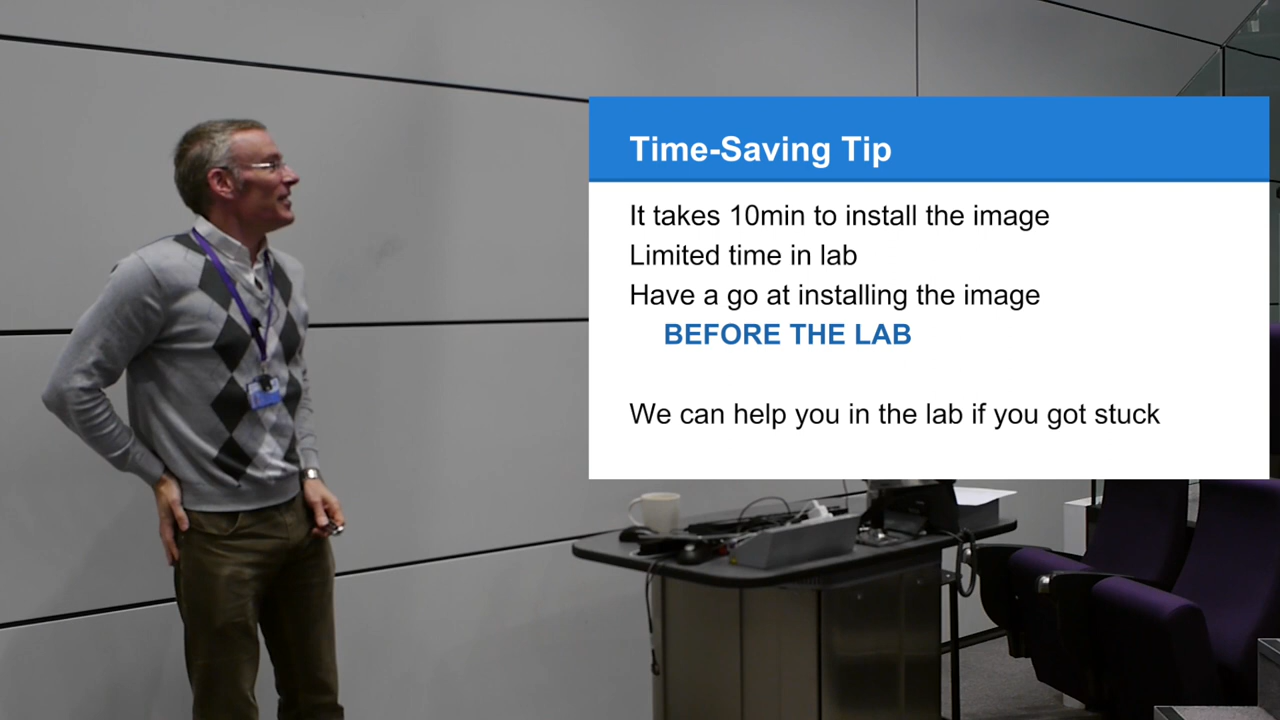 Time-Saving Tip
It takes 10min to install the image
Limited time in lab
Have a go at installing the image
BEFORE THE LAB
We can help you in the lab if you got stuck